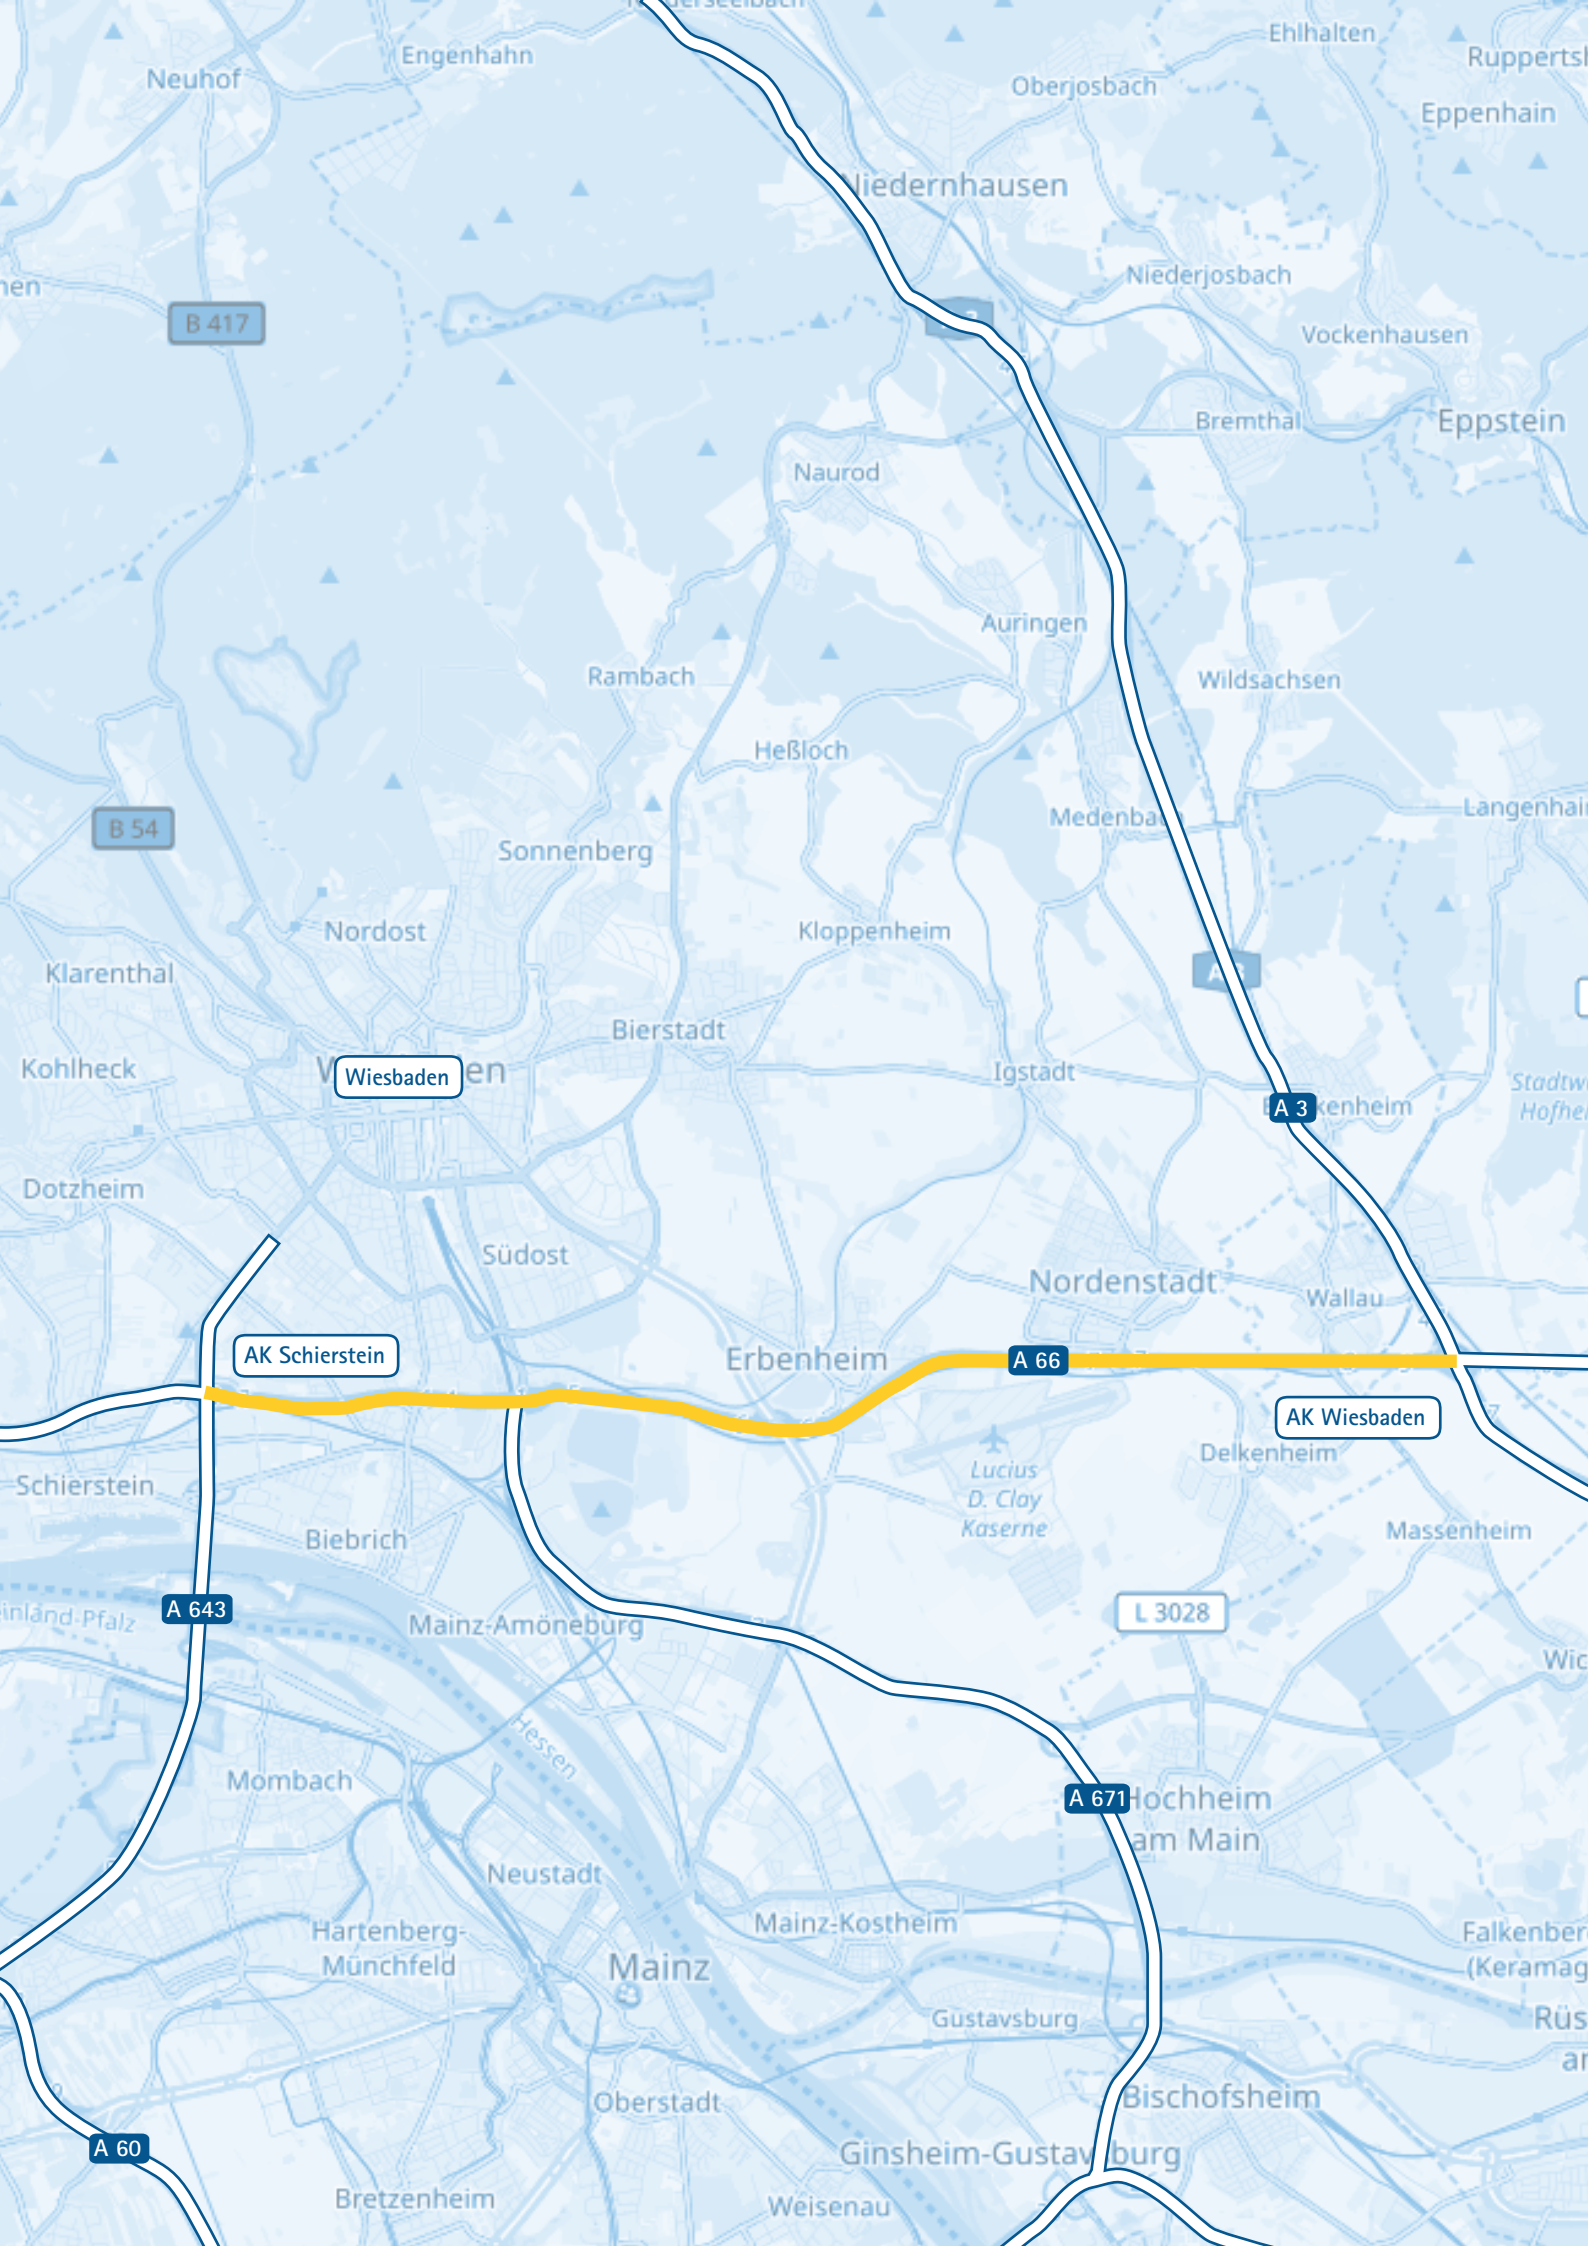 Engenhahn
Ehlhalten
Neuhof
Oberjosbach
Eppenhain
Niedernhausen
Niederjosbach
B 417
Vockenhausen
Bremthal
Eppstein
Naurod
Auringen
Rambach
Wildsachsen
Heßloch
Medenbach
B 54
Sonnenberg
Nordost
Kloppenheim
Klarenthal
Bierstadt
Kohlheck
Wiesbaden
Igstadt
A 3
Dotzheim
Südost
Nordenstadt
Wallau
AK Schierstein
Erbenheim
A 66
AK Wiesbaden
Delkenheim
Schierstein
Lucius
D. Clay
Kaserne
Biebrich
Massenheim
A 643
L 3028
Mainz-Amöneburg
Hessen
Mombach
A 671
Hochheim
am Main
Neustadt
Mainz-Kostheim
Hartenberg-
Münchfeld
Mainz
Gustavsburg
Bischofsheim
Oberstadt
A 60
Ginsheim-Gustavsburg
Bretzenheim
Weisenau